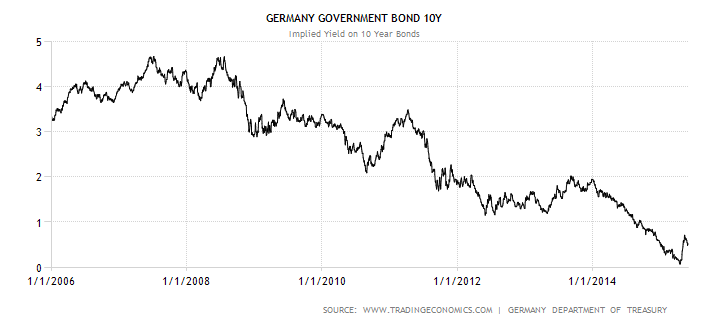 GERMANY GOVERNMENT BOND 10Y
Implied Yield on 10 Year Bonds
5
4
3
2
1
0
1/1/2006 1/1/2008 1/1/2010 1/1/2012 1/1/2014
SOURCE: WWW.TRADINGECONOMICS.COM | GERMANY DEPARTMENT OF TREASURY